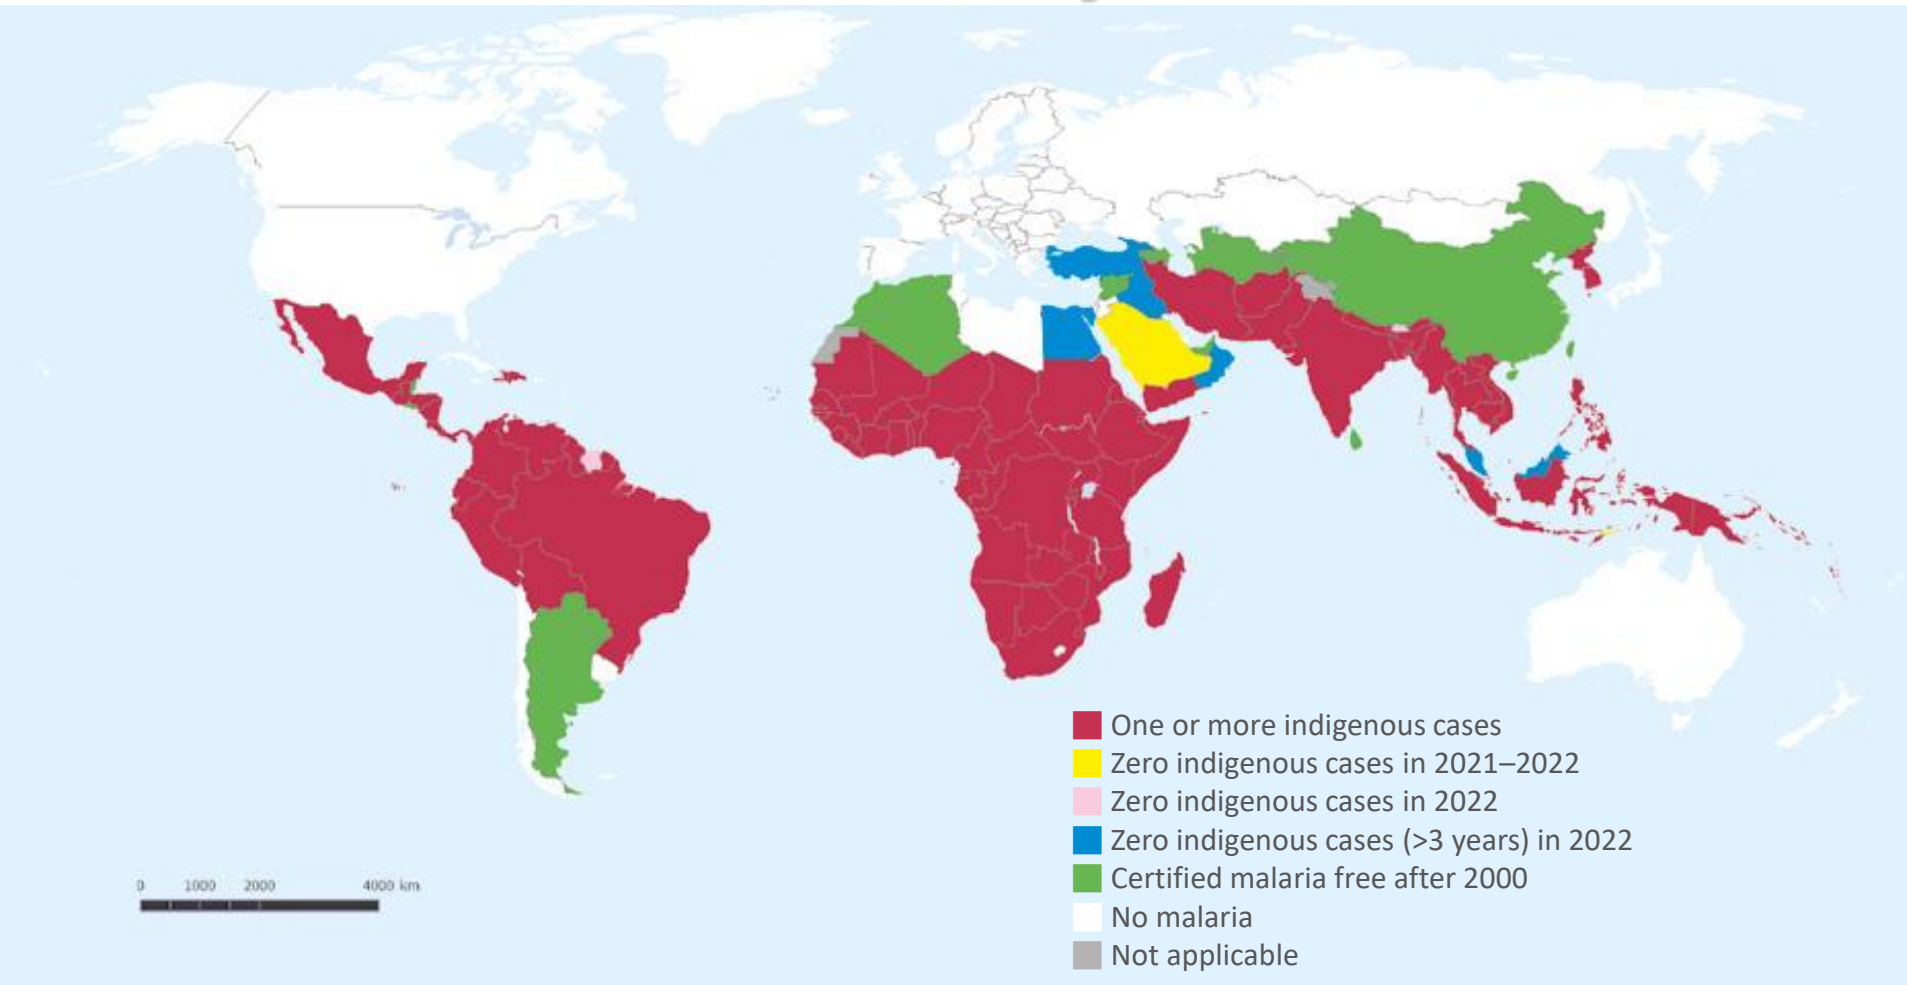 One or more indigenous cases
Zero indigenous cases in 2021–2022
Zero indigenous cases in 2022
Zero indigenous cases (>3 years) in 2022
Certified malaria free after 2000
No malaria
Not applicable
0 1000 2000 4000 km